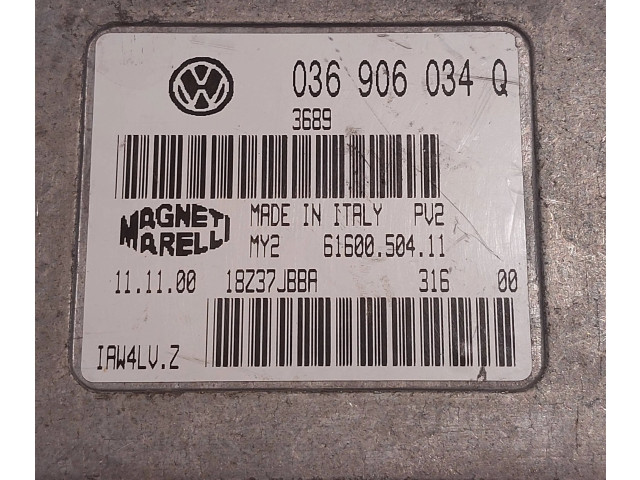 VW 036 906 034 Q
3689
MAGNETI MARELLI
MADE IN ITALY PV2
MY2 61600.504.11
11.11.00 18Z37JBBA 316 00
IAW4LV.Z
A